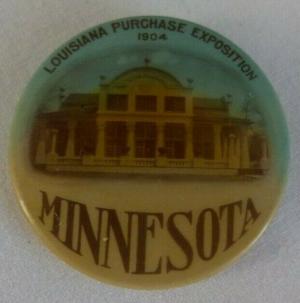 LOUISIANA PURCHASE EXPOSITION
1904
MINNESOTA